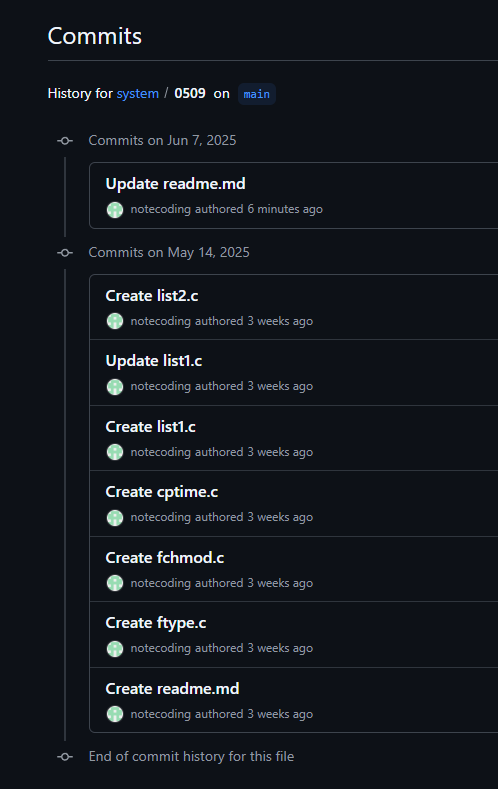 Commits
History for system / 0509 on main
Commits on Jun 7, 2025
Update readme.md
notecoding authored 6 minutes ago
Commits on May 14, 2025
Create list2.c
notecoding authored 3 weeks ago
Update list1.c
notecoding authored 3 weeks ago
Create list1.c
notecoding authored 3 weeks ago
Create cptime.c
notecoding authored 3 weeks ago
Create fchmod.c
notecoding authored 3 weeks ago
Create ftype.c
notecoding authored 3 weeks ago
Create readme.md
notecoding authored 3 weeks ago
End of commit history for this file